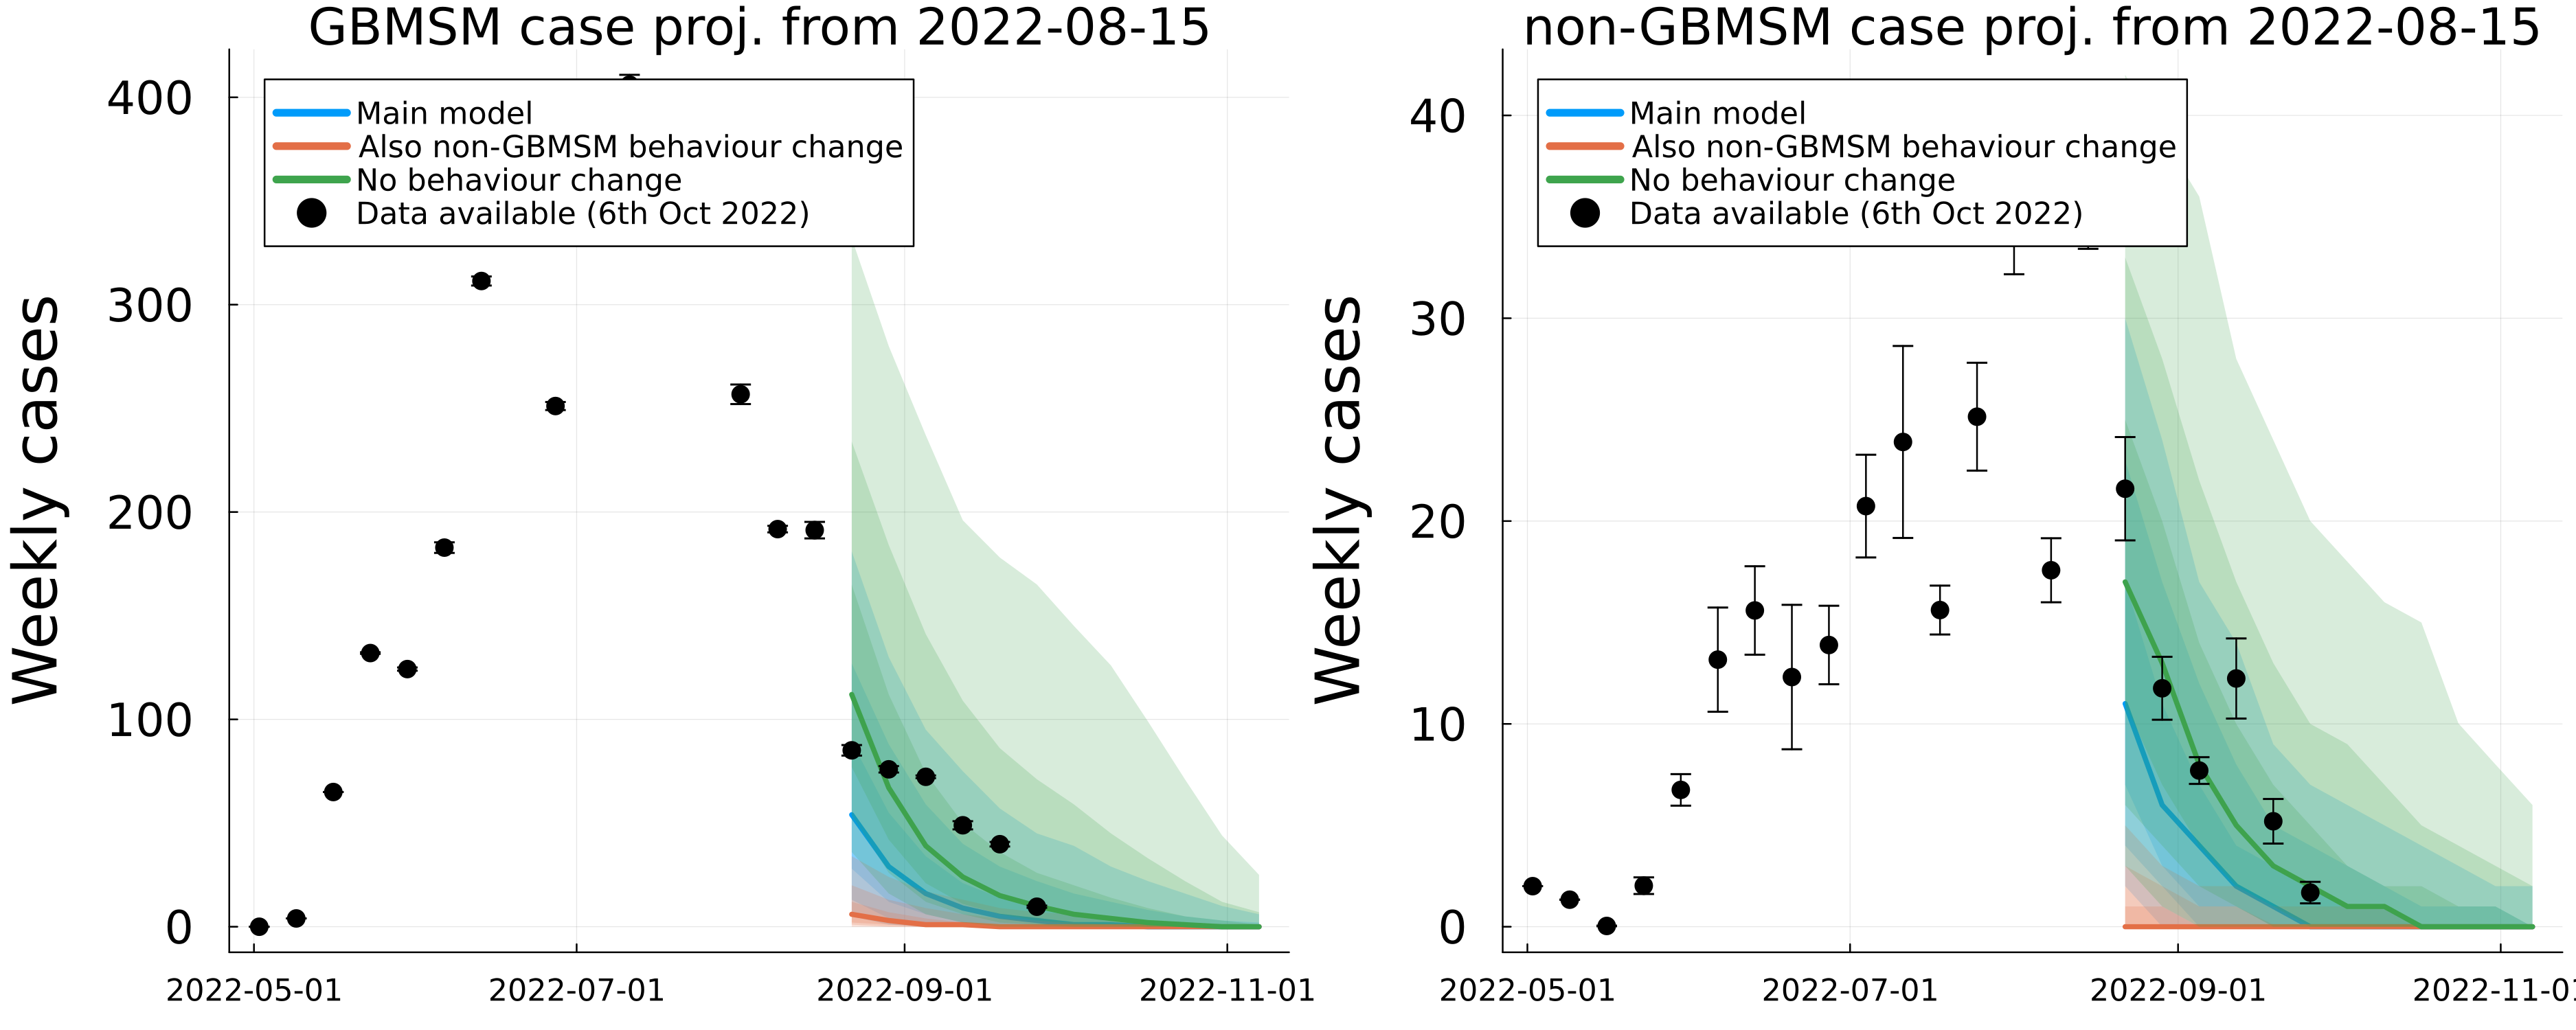 GBMSM case proj. from 2022-08-15
Weekly cases
400
300
200
100
0
Main model
Also non-GBMSM behaviour change
No behaviour change
Data available (6th Oct 2022)
2022-05-01
2022-07-01
2022-09-01
2022-11-01
non-GBMSM case proj. from 2022-08-15
Weekly cases
40
30
20
10
0
Main model
Also non-GBMSM behaviour change
No behaviour change
Data available (6th Oct 2022)
2022-05-01
2022-07-01
2022-09-01
2022-11-0